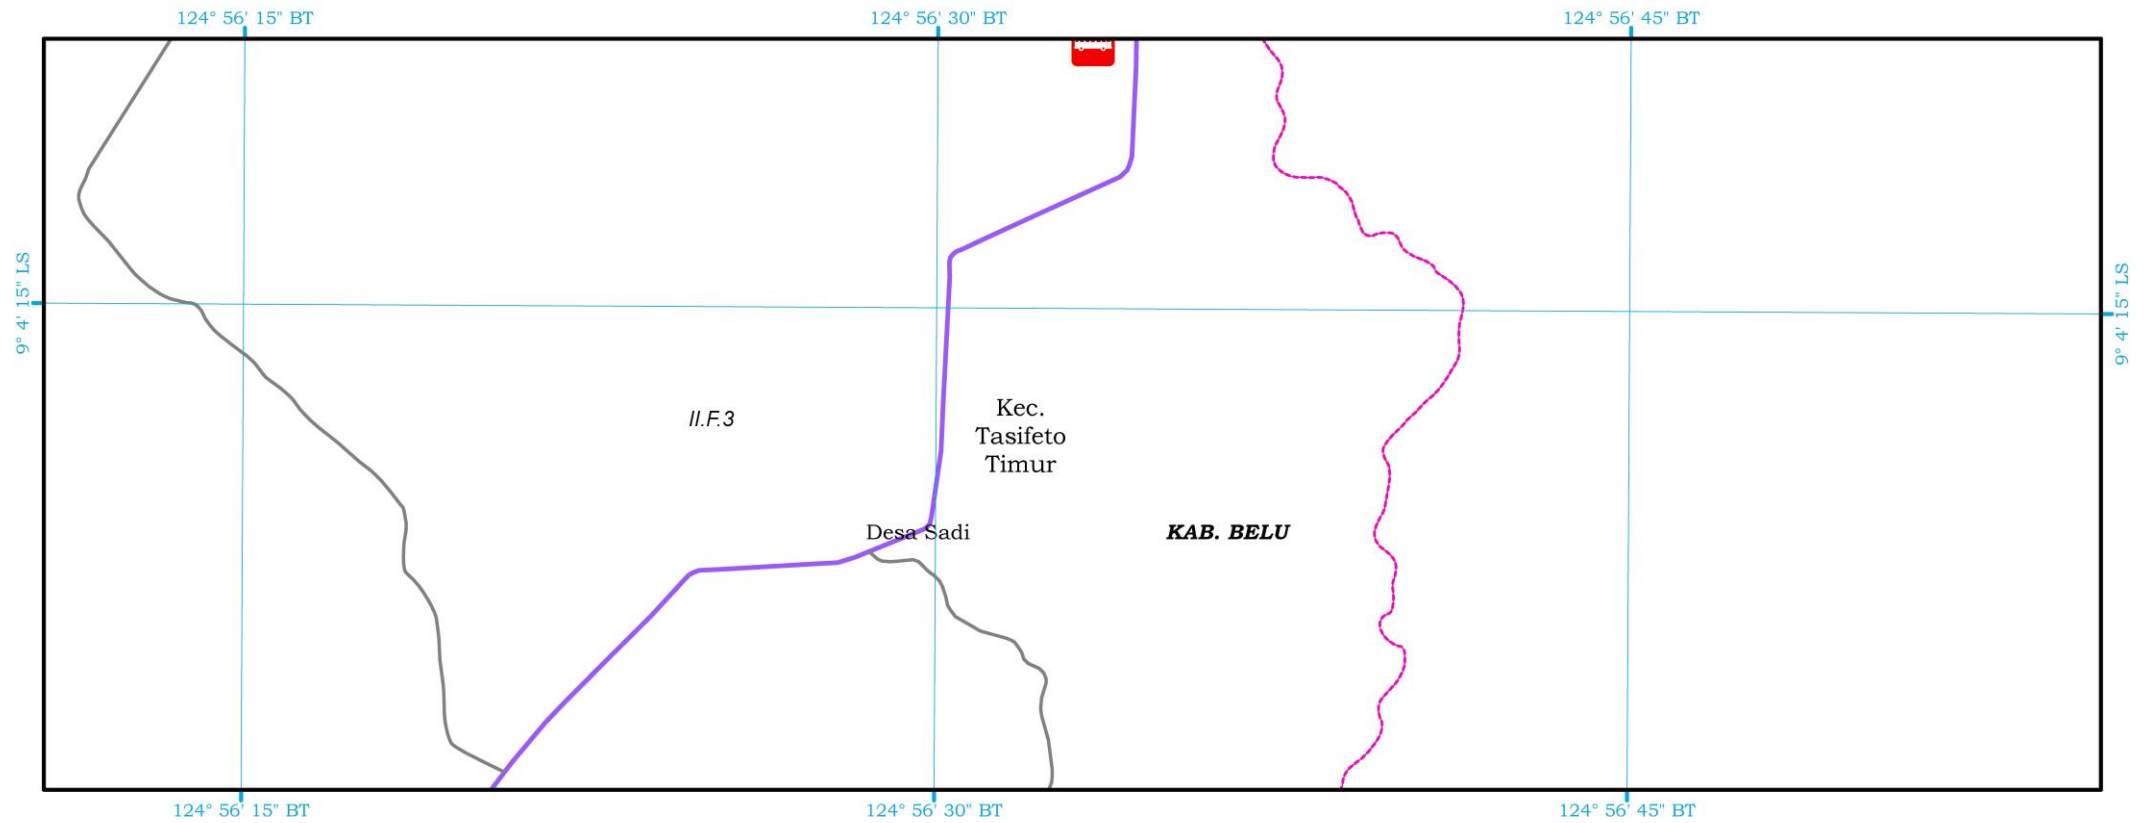 124° 56' 15" BT
124° 56' 30" BT
124° 56' 45" BT
9° 4' 15" LS
9° 4' 15" LS
II.F.3
Kec.
Tasifeto
Timur
Desa Sadi
KAB. BELU
124° 56' 15" BT
124° 56' 30" BT
124° 56' 45" BT